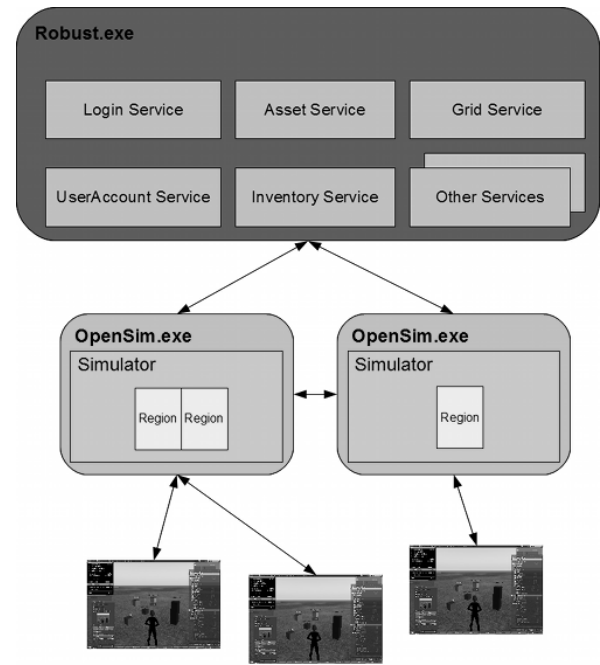 Robust.exe
Login Service
Asset Service
Grid Service
UserAccount Service
Inventory Service
Other Services
OpenSim.exe
Simulator
Region
Region
OpenSim.exe
Simulator
Region